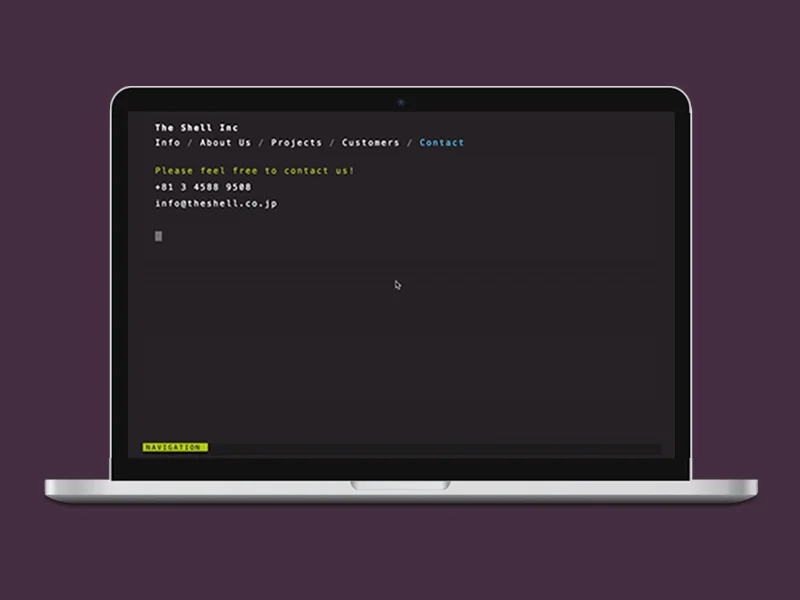 The Shell Inc
Info / About Us / Projects / Customers / Contact
Please feel free to contact us!
+81 3 4588 9508
info@theshell.co.jp
NAVIGATION